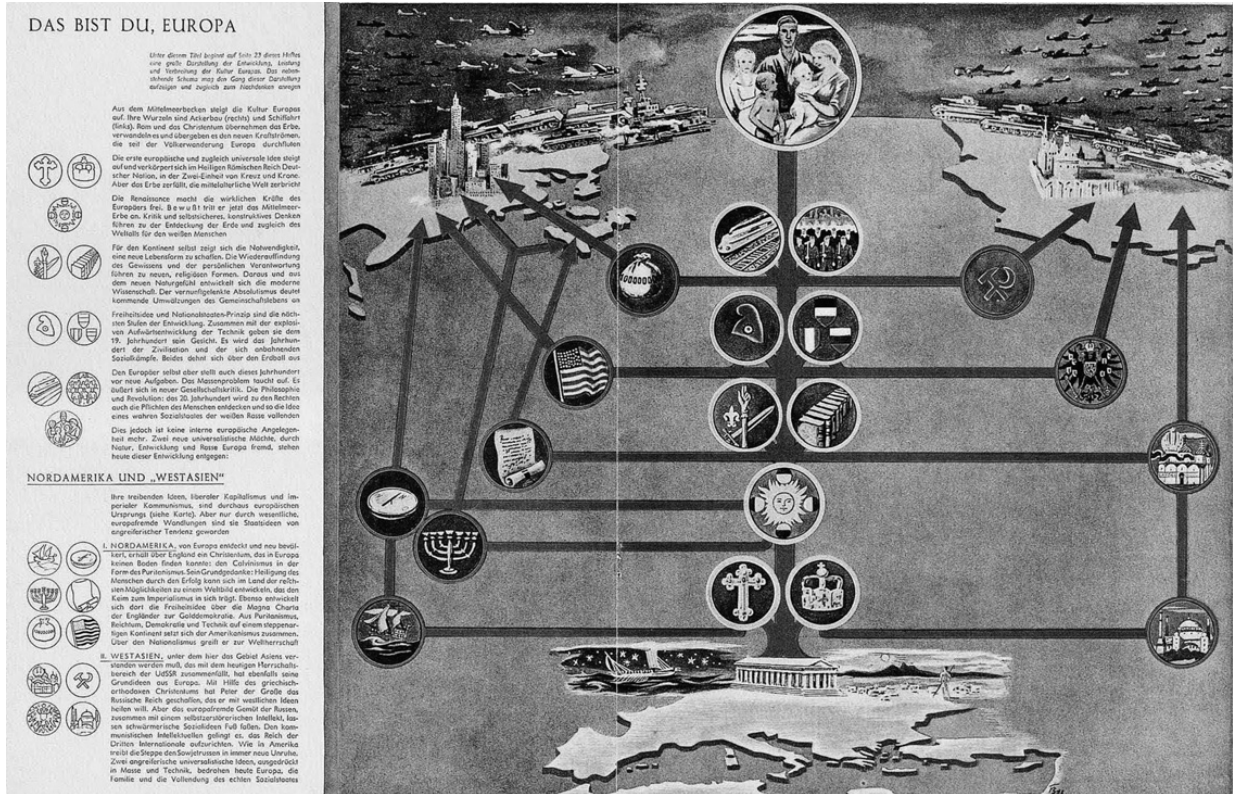 DAS BIST DU, EUROPA
Unter diesem Titel beginnt auf Seite 23 dieses Heftes
eine große Darstellung der Entwicklung, Leistung
und Verbreitung der Kultur Europas. Das neben-
stehende Schema mag den Gang dieser Darstellung
aufzeigen und zugleich zum Nachdenken anregen
Aus dem Mittelmeerbecken steigt die Kultur Europas
auf. Ihre Wurzeln sind Ackerbau (rechts) und Schiffahrt
(links). Rom und das Christentum übernehmen das Erbe,
verwandeln es und übergeben es den neuen Kraftströmen,
die seit der Völkerwanderung Europa durchfluten
Die erste europäische und zugleich universale Idee steigt
auf und verkörpert sich im Heiligen Römischen Reich Deut-
scher Nation, in der Zwei-Einheit von Kreuz und Krone.
Aber das Erbe zerfällt, die mittelalterliche Welt zerbricht
Die Renaissance macht die wirklichen Kräfte des
Europäers frei. Bewußt tritt er jetzt das Mittelmeer-
Erbe an. Kritik und selbstsicheres, konstruktives Denken
führen zu der Entdeckung der Erde und zugleich des
Weltalls für den weißen Menschen
Für den Kontinent selbst zeigt sich die Notwendigkeit,
eine neue Lebensform zu schaffen. Die Wiederauffindung
des Gewissens und der persönlichen Verantwortung
führen zu neuen, religiösen Formen. Daraus und aus
dem neuen Naturgefühl entwickelt sich die moderne
Wissenschaft. Der vernunftgelenkte Absolutismus deutet
kommende Umwälzungen des Gemeinschaftslebens an
Freiheitsidee und Nationalstaaten-Prinzip sind die näch-
sten Stufen der Entwicklung. Zusammen mit der explosi-
ven Aufwärtsentwicklung der Technik geben sie dem
19. Jahrhundert sein Gesicht. Es wird das Jahrhun-
dert der Zivilisation und der sich anbahnenden
Sozialkämpfe. Beides dehnt sich über den Erdball aus
Den Europäer selbst aber stellt auch dieses Jahrhundert
vor neue Aufgaben. Das Massenproblem taucht auf. Es
äußert sich in neuer Gesellschaftskritik. Die Philosophie
und Revolution: das 20. Jahrhundert wird zu den Rechten
auch die Pflichten des Menschen entdecken und so die Idee
eines wahren Sozialstaates der weißen Rasse vollenden
Dies jedoch ist keine interne europäische Angelegen-
heit mehr. Zwei neue universalistische Mächte, durch
Natur, Entwicklung und Rasse Europa fremd, stehen
heute dieser Entwicklung entgegen:
NORDAMERIKA UND „WESTASIEN“
Ihre treibenden Ideen, liberaler Kapitalismus und im-
perialer Kommunismus, sind durchaus europäischen
Ursprungs (siehe Karte). Aber nur durch wesentliche,
europafremde Wandlungen sind sie Staatsideen von
angreiferischer Tendenz geworden
I. NORDAMERIKA, von Europa entdeckt und neu bevöl-
kert, erhält über England ein Christentum, das in Europa
keinen Boden finden konnte: den Calvinismus in der
Form des Puritanismus. Sein Grundgedanke: Heiligung des
Menschen durch den Erfolg kann sich im Land der reich-
sten Möglichkeiten zu einem Weltbild entwickeln, das den
Keim zum Imperialismus in sich trägt. Ebenso entwickelt
sich dort die Freiheitsidee über die Magna Charta
der Engländer zur Golddemokratie. Aus Puritanismus,
Reichtum, Demokratie und Technik auf einem steppenar-
tigen Kontinent setzt sich der Amerikanismus zusammen.
Über den Nationalismus greift er zur Weltherrschaft
II. WESTASIEN, unter dem hier das Gebiet Asiens ver-
standen werden muß, das mit dem heutigen Herrschafts-
bereich der UdSSR zusammenfällt, hat ebenfalls seine
Grundideen aus Europa. Mit Hilfe des griechisch-
orthodoxen Christentums hat Peter der Große das
Russische Reich geschaffen, das er mit westlichen Ideen
heilen will. Aber das europafremde Gemüt der Russen,
zusammen mit einem selbstzerstörerischen Intellekt, las-
sen schwärmerische Sozialideen Fuß faßen. Den kom-
munistischen Intellektuellen gelingt es, das Reich der
Dritten Internationale aufzurichten. Wie in Amerika
treibt die Steppe den Sowjetrussen in immer neue Unruhe.
Zwei angreiferische universalistische Ideen, ausgedrückt
in Masse und Technik, bedrohen heute Europa, die
Familie und die Vollendung des echten Sozialstaates